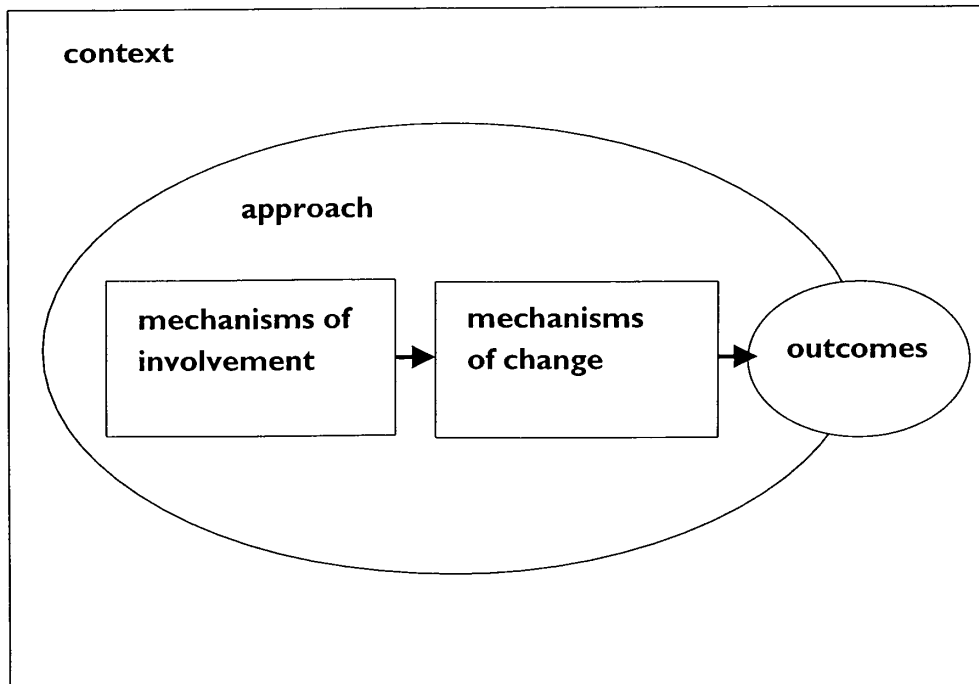 context
approach
mechanisms of
involvement
mechanisms
of change
outcomes